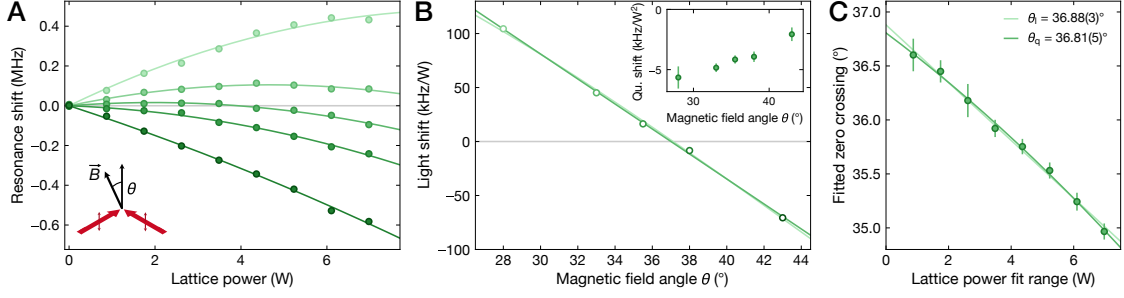 A
Resonance shift (MHz)
0.4
0.2
0.0
−0.2
−0.4
−0.6
B
θ
0
2
4
6
Lattice power (W)
B
Light shift (kHz/W)
100
75
50
25
0
−25
−50
−75
−100
28
30
32
34
36
38
40
42
44
Magnetic field angle θ (°)
Qu. shift (kHz/W²)
0
−5
30
40
Magnetic field angle θ (°)
C
Fitted zero crossing (°)
37.0
36.5
36.0
35.5
35.0
θₗ = 36.88(3)°
θq = 36.81(5)°
0
2
4
6
Lattice power fit range (W)